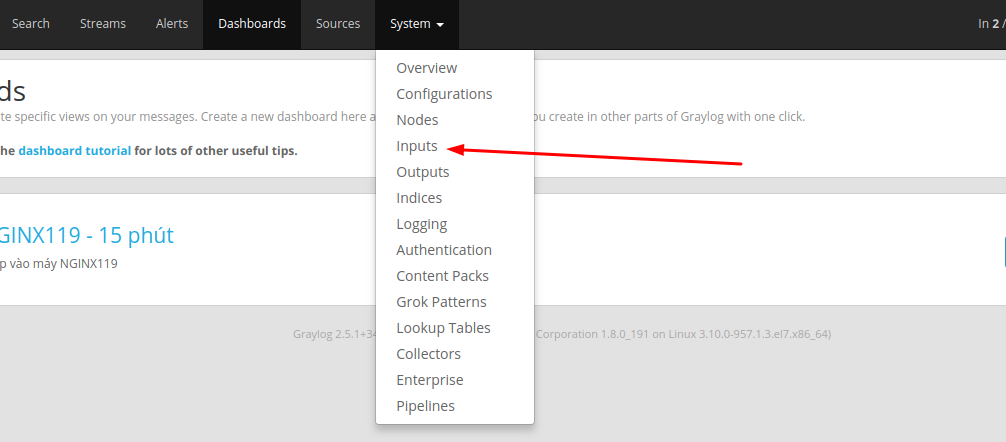 Search Streams Alerts Dashboards Sources System In 2 /
Overview
Configurations
Nodes
Inputs
Outputs
Indices
Logging
Authentication
Content Packs
Grok Patterns
Lookup Tables
Collectors
Enterprise
Pipelines
ds
te specific views on your messages. Create a new dashboard here a ou create in other parts of Graylog with one click.
he dashboard tutorial for lots of other useful tips.
GINX119 - 15 phút
p vào máy NGINX119
Graylog 2.5.1+34 Corporation 1.8.0_191 on Linux 3.10.0-957.1.3.el7.x86_64)